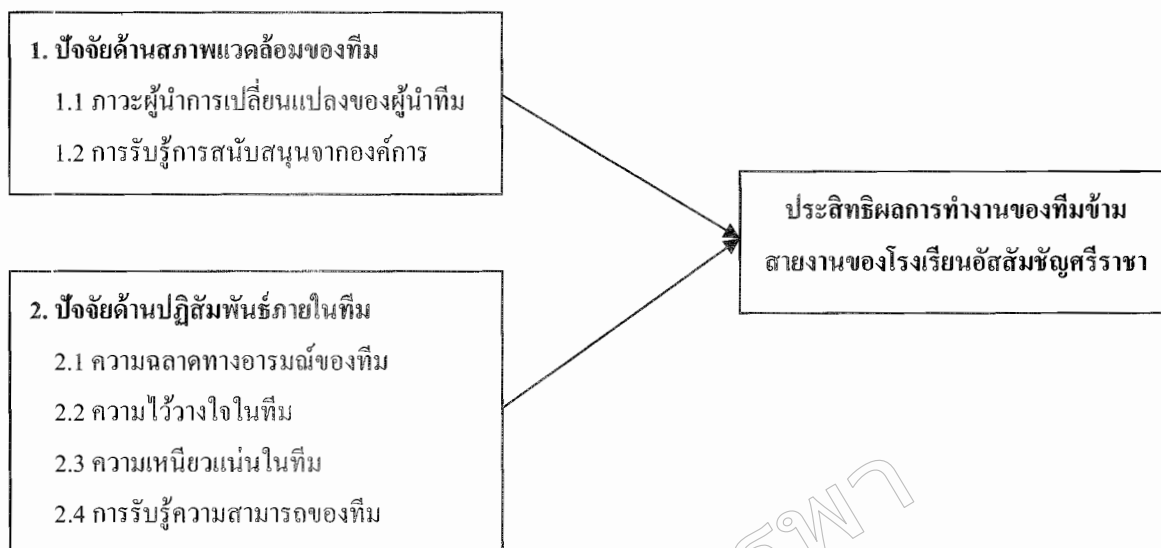 1. ปัจจัยด้านสภาพแวดล้อมของทีม
1.1 ภาวะผู้นำการเปลี่ยนแปลงของผู้นำทีม
1.2 การรับรู้การสนับสนุนจากองค์การ
ประสิทธิผลการทำงานของทีมข้าม
สายงานของโรงเรียนอัสสัมชัญศรีราชา
2. ปัจจัยด้านปฏิสัมพันธ์ภายในทีม
2.1 ความฉลาดทางอารมณ์ของทีม
2.2 ความไว้วางใจในทีม
2.3 ความเหนียวแน่นในทีม
2.4 การรับรู้ความสามารถของทีม